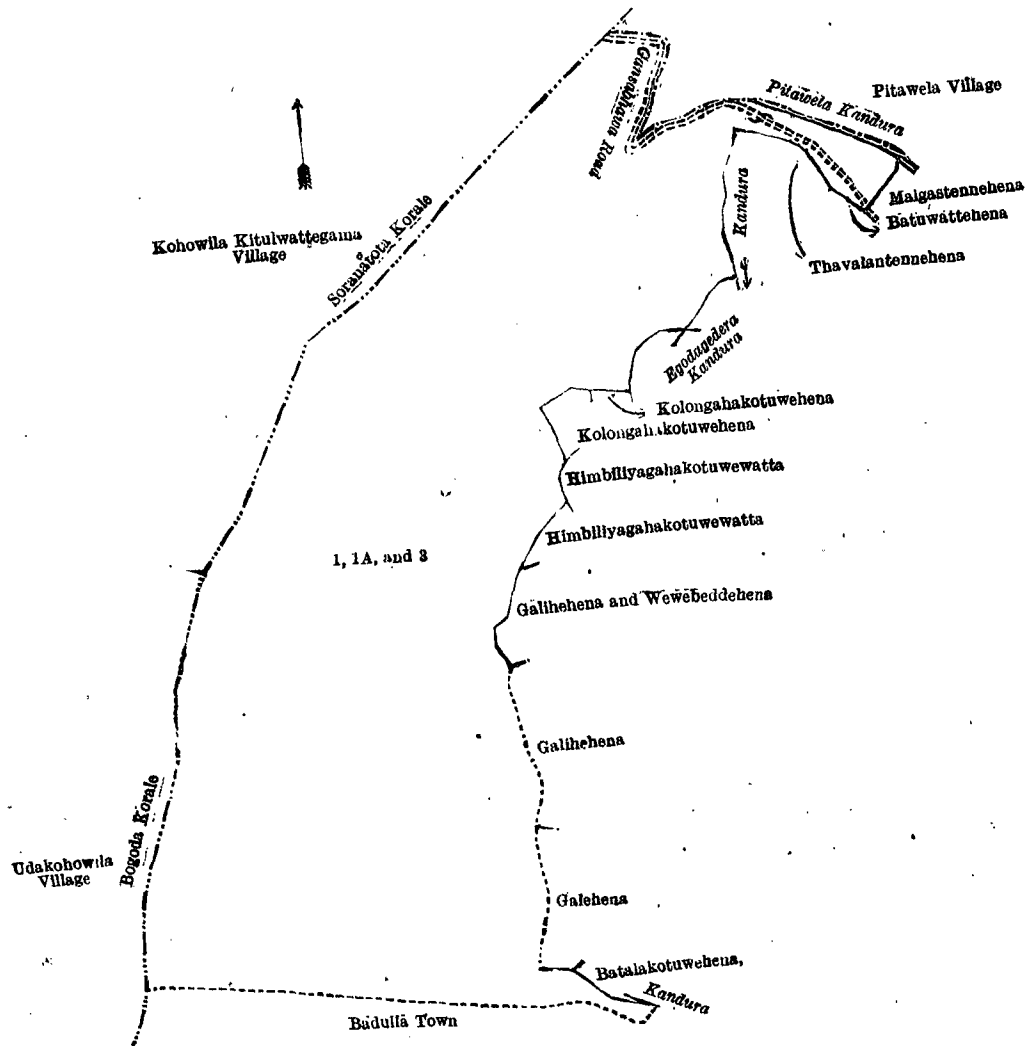 Gansabhawa Road
Pitawela Kandura
Pitawela Village
Kandura
Malgastennehena
Batuwattehena
Thavalantennehena
Kohowila Kitulwattegama
Village
Soranatota Korale
Egodagedera
Kandura
Kolongahakotuwehena
Kolongahakotuwehena
Himbiliyagahakotuwewatta
Himbiliyagahakotuwewatta
1, 1A, and 3
Galihehena and Wewebeddehena
Galihehena
Bogoda Korale
Udakohowila
Village
Galehena
Batalakotuwehena,
Kandura
Badulla Town